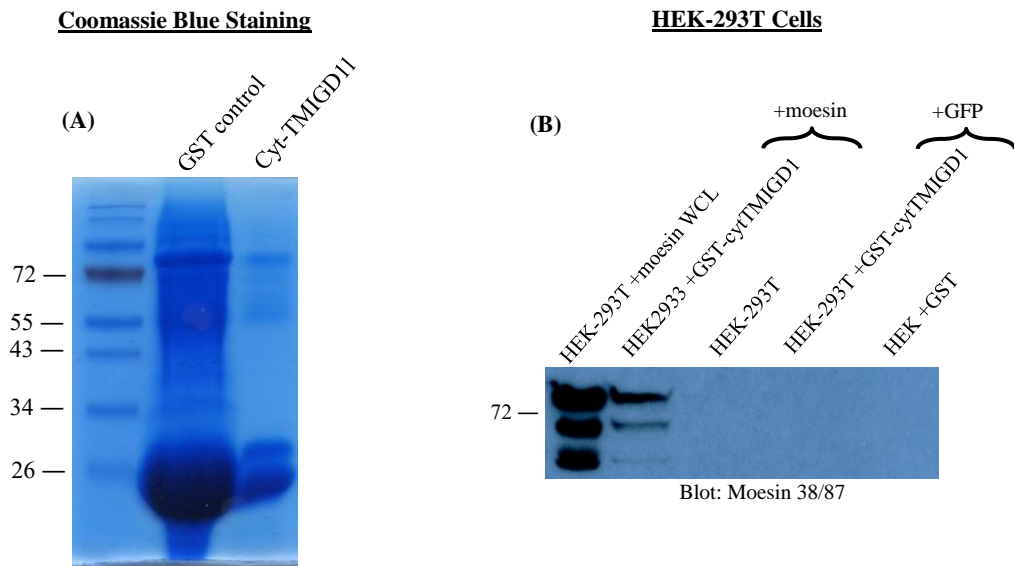 Coomassie Blue Staining
(A)
GST control
Cyt-TMIGD11
72
55
43
34
26
HEK-293T Cells
(B)
+moesin
+GFP
HEK-293T +moesin WCL
HEK2933 +GST-cytTMIGD1
HEK-293T
HEK-293T +GST-cytTMIGD1
HEK +GST
72
Blot: Moesin 38/87